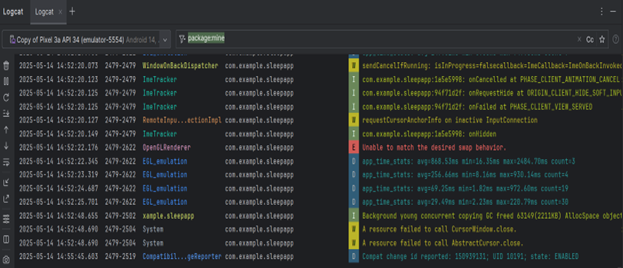 Logcat Logcat × +
Copy of Pixel 3a API 34 (emulator-5554) Android 14, package:mine × Cc
2025-05-14 14:52:20.073 2479-2479 WindowOnBackDispatcher com.example.sleepapp W sendCancelIfRunning: isInProgress=falsecallback=ImeCallback=ImeOnBackInvoked
2025-05-14 14:52:20.123 2479-2479 ImeTracker com.example.sleepapp I com.example.sleepapp:1a5e5998: onCancelled at PHASE_CLIENT_ANIMATION_CANCEL
2025-05-14 14:52:20.125 2479-2479 ImeTracker com.example.sleepapp I com.example.sleepapp:94f71d2f: onRequestHide at ORIGIN_CLIENT_HIDE_SOFT_INPU
2025-05-14 14:52:20.125 2479-2479 ImeTracker com.example.sleepapp I com.example.sleepapp:94f71d2f: onFailed at PHASE_CLIENT_VIEW_SERVED
2025-05-14 14:52:20.127 2479-2479 RemoteInpu...ectionImpl com.example.sleepapp W requestCursorAnchorInfo on inactive InputConnection
2025-05-14 14:52:20.149 2479-2479 ImeTracker com.example.sleepapp I com.example.sleepapp:1a5e5998: onHidden
2025-05-14 14:52:22.176 2479-2622 OpenGLRenderer com.example.sleepapp E Unable to match the desired swap behavior.
2025-05-14 14:52:22.345 2479-2622 EGL_emulation com.example.sleepapp D app_time_stats: avg=868.53ms min=16.35ms max=2484.70ms count=3
2025-05-14 14:52:23.319 2479-2622 EGL_emulation com.example.sleepapp D app_time_stats: avg=256.66ms min=8.16ms max=930.14ms count=4
2025-05-14 14:52:24.687 2479-2622 EGL_emulation com.example.sleepapp D app_time_stats: avg=69.25ms min=1.82ms max=972.60ms count=19
2025-05-14 14:52:25.701 2479-2622 EGL_emulation com.example.sleepapp D app_time_stats: avg=29.49ms min=2.23ms max=220.79ms count=30
2025-05-14 14:52:48.655 2479-2502 xample.sleepapp com.example.sleepapp I Background young concurrent copying GC freed 63149(2211KB) AllocSpace object
2025-05-14 14:52:48.690 2479-2504 System com.example.sleepapp W A resource failed to call CursorWindow.close.
2025-05-14 14:52:48.690 2479-2504 System com.example.sleepapp W A resource failed to call AbstractCursor.close.
2025-05-14 14:55:45.603 2479-2519 Compatibil...geReporter com.example.sleepapp D Compat change id reported: 150939131; UID 10191; state: ENABLED